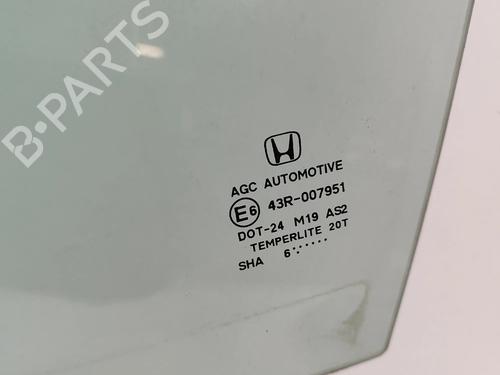 B-PARTS
AGC AUTOMOTIVE
E6 43R-007951
DOT-24 M19 AS2
TEMPERLITE 20T
SHA 6